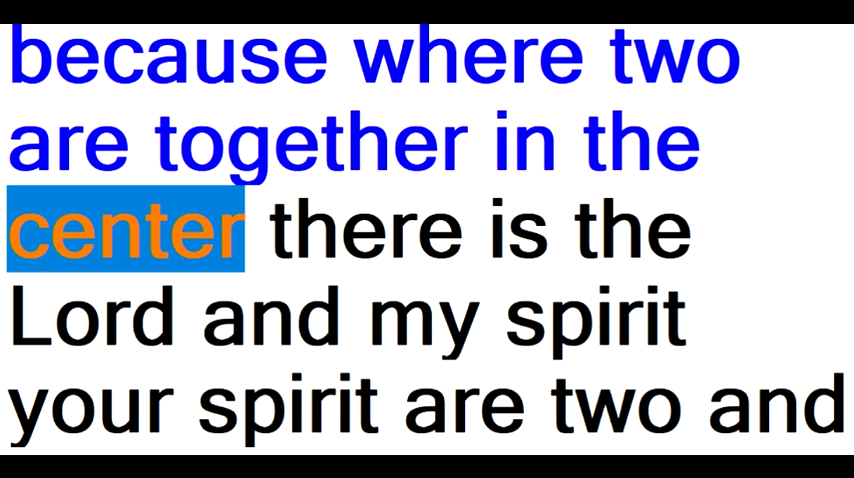 because where two
are together in the
center there is the
Lord and my spirit
your spirit are two and